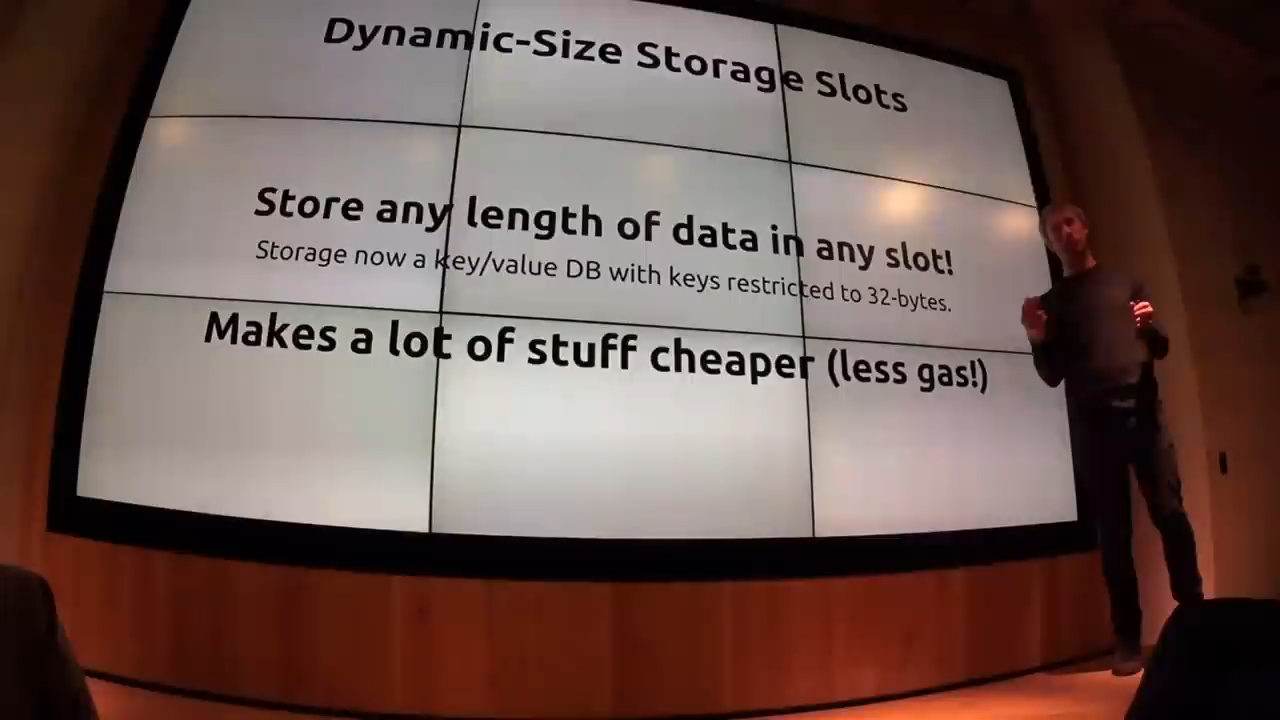 Dynamic-Size Storage Slots
Store any length of data in any slot!
Storage now a key/value DB with keys restricted to 32-bytes.
Makes a lot of stuff cheaper (less gas!)